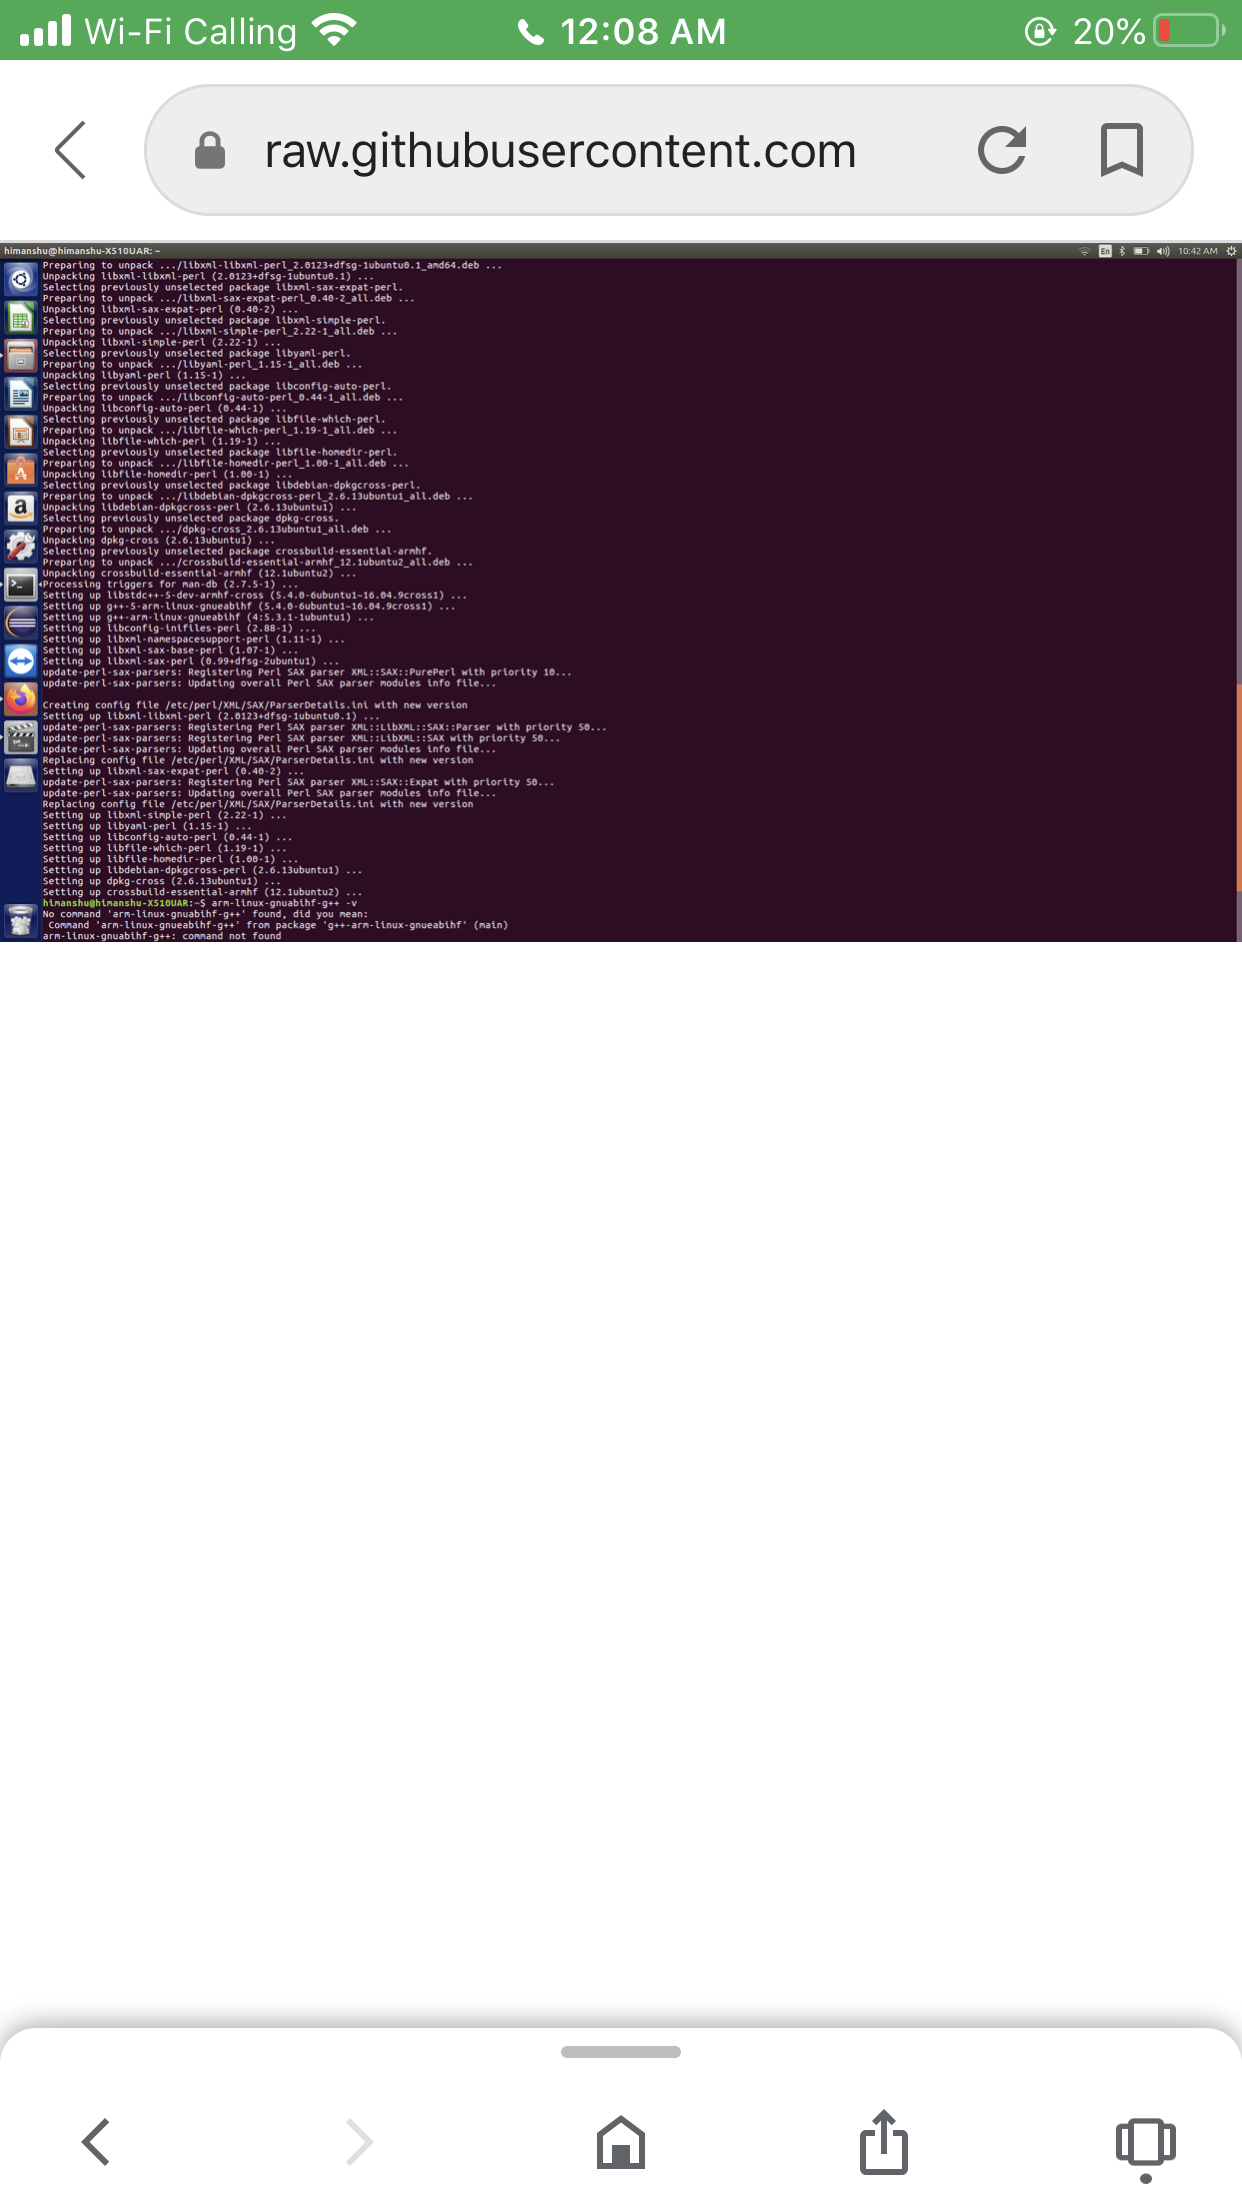 Wi-Fi Calling 12:08 AM 20%
raw.githubusercontent.com
himanshu@himanshu-X510UAR: ~ En 10:42 AM
Preparing to unpack .../libxml-libxml-perl_2.0123+dfsg-1ubuntu0.1_amd64.deb ...
Unpacking libxml-libxml-perl (2.0123+dfsg-1ubuntu0.1) ...
Selecting previously unselected package libxml-sax-expat-perl.
Preparing to unpack .../libxml-sax-expat-perl_0.40-2_all.deb ...
Unpacking libxml-sax-expat-perl (0.40-2) ...
Selecting previously unselected package libxml-simple-perl.
Preparing to unpack .../libxml-simple-perl_2.22-1_all.deb ...
Unpacking libxml-simple-perl (2.22-1) ...
Selecting previously unselected package libyaml-perl.
Preparing to unpack .../libyaml-perl_1.15-1_all.deb ...
Unpacking libyaml-perl (1.15-1) ...
Selecting previously unselected package libconfig-auto-perl.
Preparing to unpack .../libconfig-auto-perl_0.44-1_all.deb ...
Unpacking libconfig-auto-perl (0.44-1) ...
Selecting previously unselected package libfile-which-perl.
Preparing to unpack .../libfile-which-perl_1.19-1_all.deb ...
Unpacking libfile-which-perl (1.19-1) ...
Selecting previously unselected package libfile-homedir-perl.
Preparing to unpack .../libfile-homedir-perl_1.00-1_all.deb ...
Unpacking libfile-homedir-perl (1.00-1) ...
Selecting previously unselected package libdebian-dpkgcross-perl.
Preparing to unpack .../libdebian-dpkgcross-perl_2.6.13ubuntu1_all.deb ...
Unpacking libdebian-dpkgcross-perl (2.6.13ubuntu1) ...
Selecting previously unselected package dpkg-cross.
Preparing to unpack .../dpkg-cross_2.6.13ubuntu1_all.deb ...
Unpacking dpkg-cross (2.6.13ubuntu1) ...
Selecting previously unselected package crossbuild-essential-armhf.
Preparing to unpack .../crossbuild-essential-armhf_12.1ubuntu2_all.deb ...
Unpacking crossbuild-essential-armhf (12.1ubuntu2) ...
Processing triggers for man-db (2.7.5-1) ...
Setting up libstdc++-5-dev-armhf-cross (5.4.0-6ubuntu1~16.04.9cross1) ...
Setting up g++-5-arm-linux-gnueabihf (5.4.0-6ubuntu1~16.04.9cross1) ...
Setting up g++-arm-linux-gnueabihf (4:5.3.1-1ubuntu1) ...
Setting up libconfig-inifiles-perl (2.88-1) ...
Setting up libxml-namespacesupport-perl (1.11-1) ...
Setting up libxml-sax-base-perl (1.07-1) ...
Setting up libxml-sax-perl (0.99+dfsg-2ubuntu1) ...
update-perl-sax-parsers: Registering Perl SAX parser XML::SAX::PurePerl with priority 10...
update-perl-sax-parsers: Updating overall Perl SAX parser modules info file...
Creating config file /etc/perl/XML/SAX/ParserDetails.ini with new version
Setting up libxml-libxml-perl (2.0123+dfsg-1ubuntu0.1) ...
update-perl-sax-parsers: Registering Perl SAX parser XML::LibXML::SAX::Parser with priority 50...
update-perl-sax-parsers: Registering Perl SAX parser XML::LibXML::SAX with priority 50...
update-perl-sax-parsers: Updating overall Perl SAX parser modules info file...
Replacing config file /etc/perl/XML/SAX/ParserDetails.ini with new version
Setting up libxml-sax-expat-perl (0.40-2) ...
update-perl-sax-parsers: Registering Perl SAX parser XML::SAX::Expat with priority 50...
update-perl-sax-parsers: Updating overall Perl SAX parser modules info file...
Replacing config file /etc/perl/XML/SAX/ParserDetails.ini with new version
Setting up libxml-simple-perl (2.22-1) ...
Setting up libyaml-perl (1.15-1) ...
Setting up libconfig-auto-perl (0.44-1) ...
Setting up libfile-which-perl (1.19-1) ...
Setting up libfile-homedir-perl (1.00-1) ...
Setting up libdebian-dpkgcross-perl (2.6.13ubuntu1) ...
Setting up dpkg-cross (2.6.13ubuntu1) ...
Setting up crossbuild-essential-armhf (12.1ubuntu2) ...
himanshu@himanshu-X510UAR:~$ arm-linux-gnuabihf-g++ -v
No command 'arm-linux-gnuabihf-g++' found, did you mean:
Command 'arm-linux-gnueabihf-g++' from package 'g++-arm-linux-gnueabihf' (main)
arm-linux-gnuabihf-g++: command not found